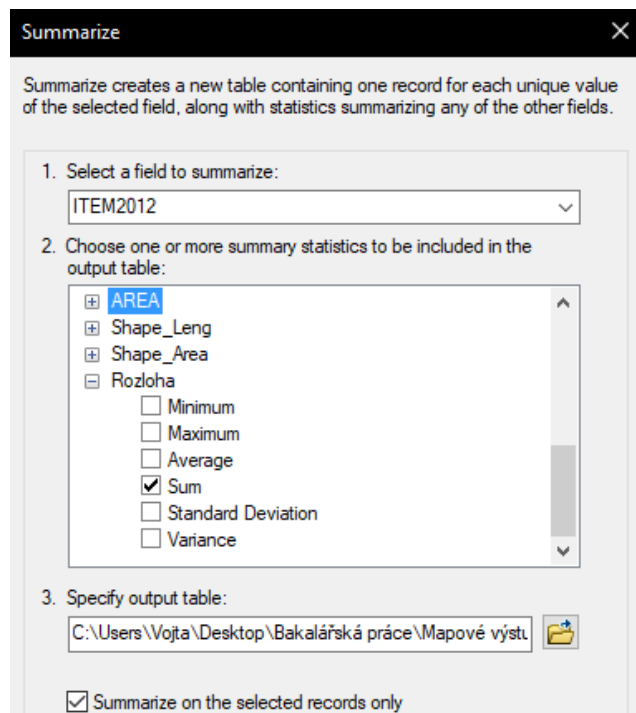 Summarize
Summarize creates a new table containing one record for each unique value
of the selected field, along with statistics summarizing any of the other fields.
1. Select a field to summarize:
ITEM2012
2. Choose one or more summary statistics to be included in the
output table:
AREA
Shape_Leng
Shape_Area
Rozloha
Minimum
Maximum
Average
Sum
Standard Deviation
Variance
3. Specify output table:
C:\Users\Vojta\Desktop\Bakalářská práce\Mapové výstu
Summarize on the selected records only